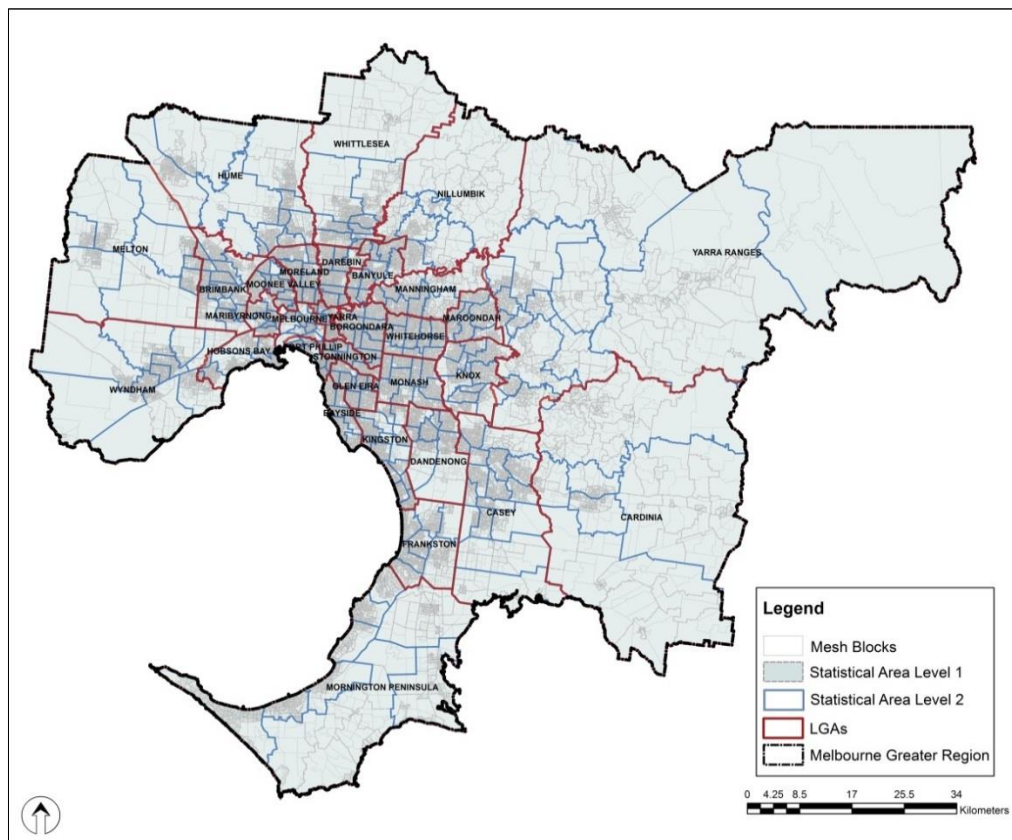 WHITTLESEA
HUME
NILLUMBIK
YARRA RANGES
MELTON
DAREBIN
MORELAND
BANYULE
MOONEE VALLEY
BRIMBANK
MANNINGHAM
MARIBYRNONG
MELBOURNE
YARRA
MAROONDAH
BOROONDARA
WHITEHORSE
HOBSONS BAY
PHILLIP
STONNINGTON
KNOX
WYNDHAM
GLEN EIRA
MONASH
BAYSIDE
KINGSTON
DANDENONG
CASEY
CARDINIA
FRANKSTON
MORNINGTON PENINSULA
Legend
Mesh Blocks
Statistical Area Level 1
Statistical Area Level 2
LGAs
Melbourne Greater Region
0 4.25 8.5 17 25.5 34
Kilometers